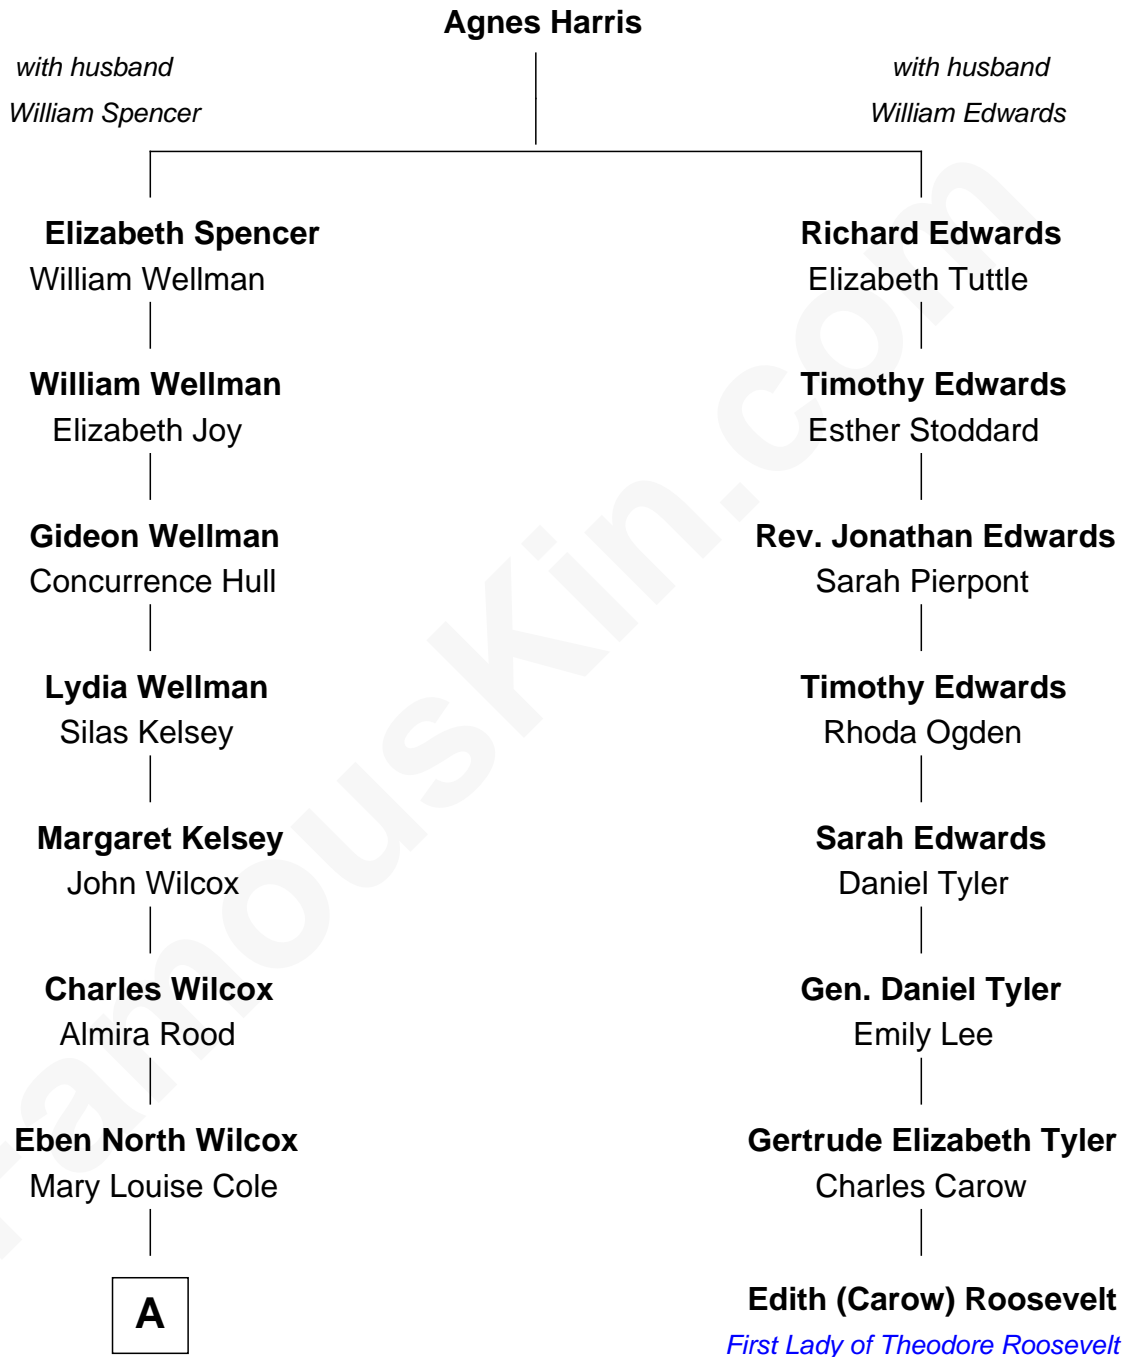 Agnes Harris
with husband
William Spencer
with husband
William Edwards
Elizabeth Spencer
William Wellman
Richard Edwards
Elizabeth Tuttle
William Wellman
Elizabeth Joy
Timothy Edwards
Esther Stoddard
Gideon Wellman
Concurrence Hull
Rev. Jonathan Edwards
Sarah Pierpont
Lydia Wellman
Silas Kelsey
Timothy Edwards
Rhoda Ogden
Margaret Kelsey
John Wilcox
Sarah Edwards
Daniel Tyler
Charles Wilcox
Almira Rood
Gen. Daniel Tyler
Emily Lee
Eben North Wilcox
Mary Louise Cole
Gertrude Elizabeth Tyler
Charles Carow
A
Edith (Carow) Roosevelt
First Lady of Theodore Roosevelt
FamousKin.com